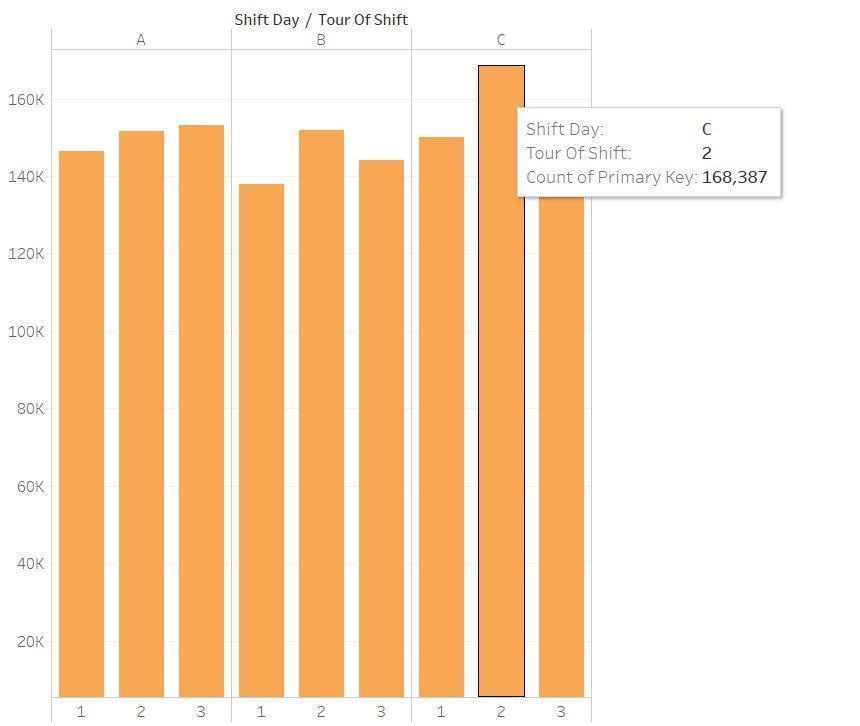 Shift Day / Tour Of Shift
A B C
160K
140K
120K
100K
80K
60K
40K
20K
Shift Day: C
Tour Of Shift: 2
Count of Primary Key: 168,387
1 2 3 1 2 3 1 2 3